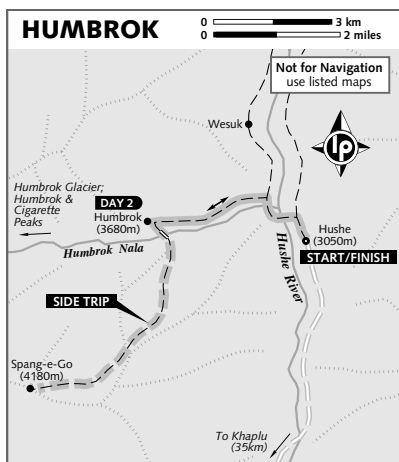 HUMBROK
0 3 km
0 2 miles
Not for Navigation
use listed maps
Wesuk
lp
Humbrok Glacier;
Humbrok &
Cigarette
Peaks
DAY 2
Humbrok
(3680m)
Hushe
(3050m)
START/FINISH
Humbrok Nala
Hushe River
SIDE TRIP
Spang-e-Go
(4180m)
To Khaplu
(35km)